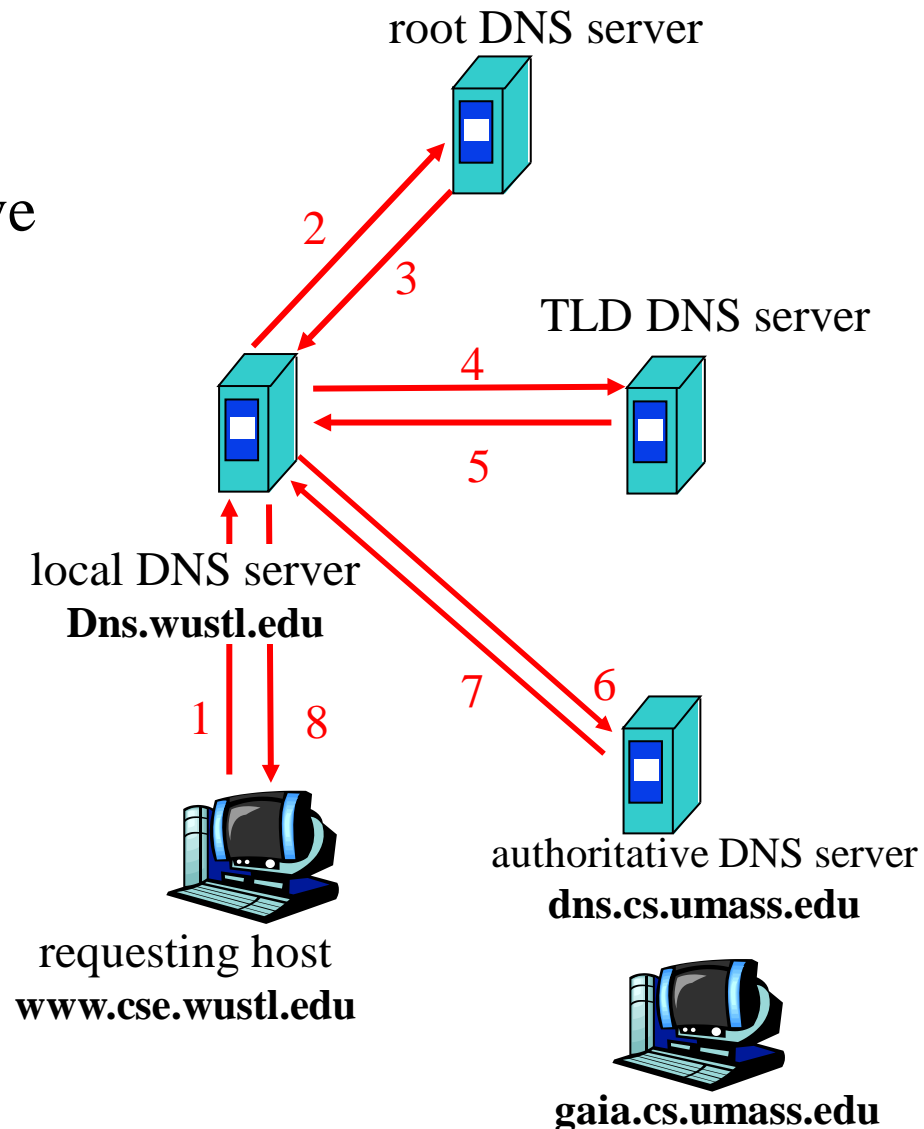 root DNS server
ve
2
3
TLD DNS server
4
5
local DNS server
Dns.wustl.edu
1
8
7
6
authoritative DNS server
dns.cs.umass.edu
requesting host
www.cse.wustl.edu
gaia.cs.umass.edu